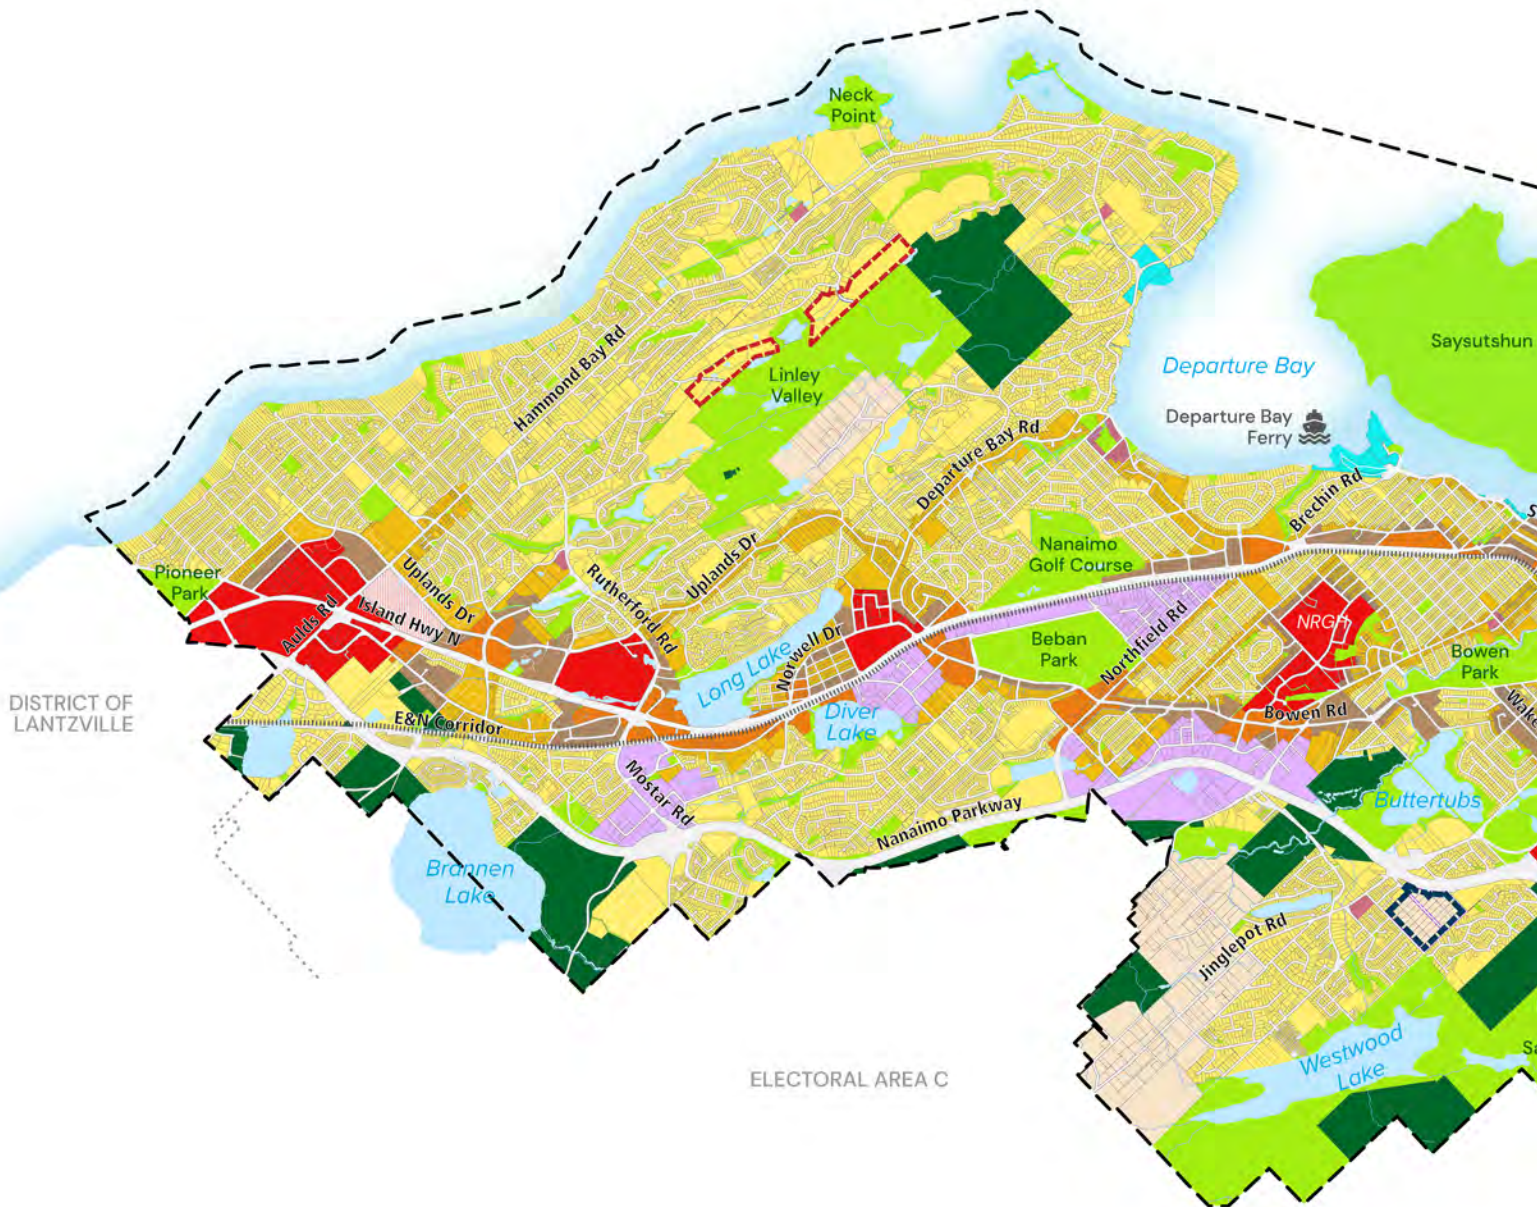 Neck
Point
Saysutshun
Departure Bay
Hammond Bay Rd
Linley
Valley
Departure Bay
Ferry
Departure Bay Rd
Brechin Rd
Nanaimo
Golf Course
Uplands Dr
Pioneer
Park
Uplands Dr
Rutherford Rd
Island Hwy N
Aulds Rd
Northfield Rd
NRGH
Beban
Park
Norwell Dr
Bowen
Park
Long Lake
DISTRICT OF
LANTZVILLE
Diver
Lake
Bowen Rd
E&N Corridor
Mostar Rd
Buttertubs
Nanaimo Parkway
Brannen
Lake
Jinglepot Rd
Westwood
Lake
ELECTORAL AREA C